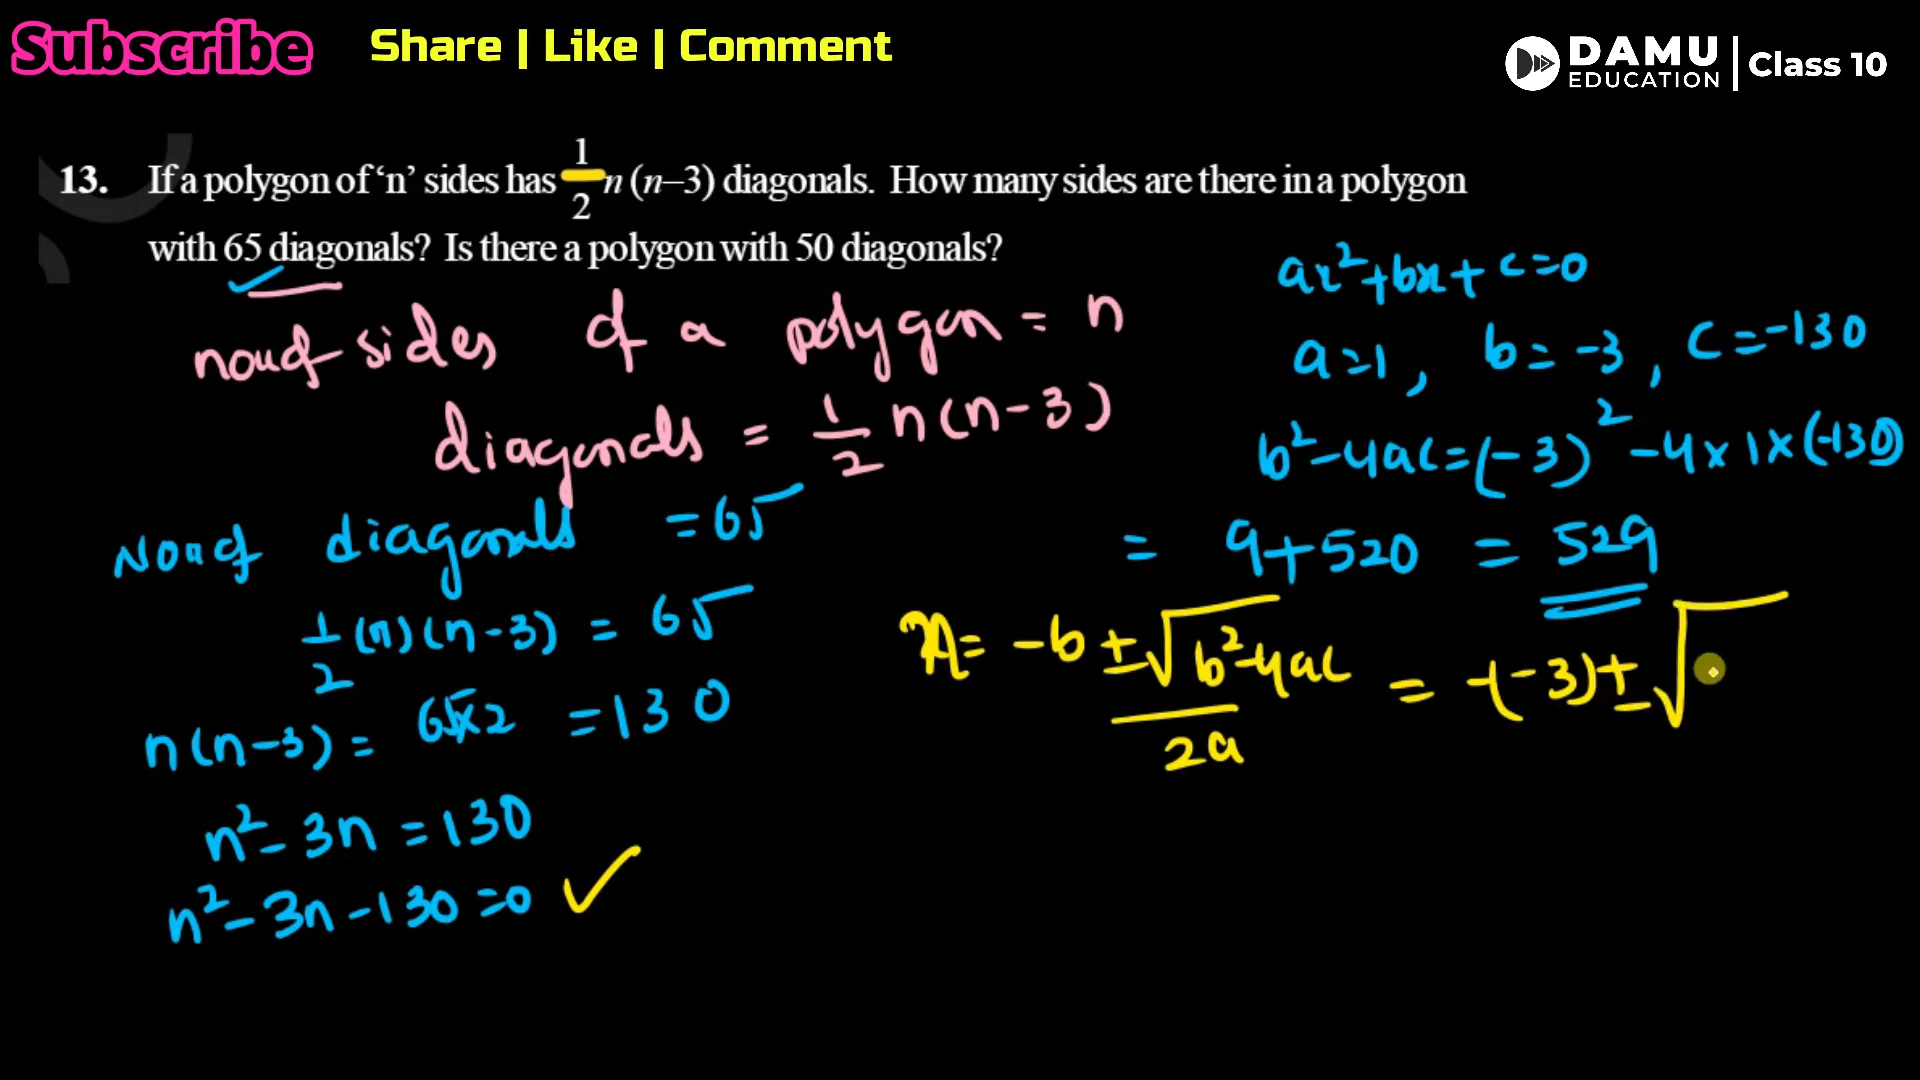 Subscribe
Share | Like | Comment
DAMU EDUCATION | Class 10
13. If a polygon of ‘n’ sides has 1/2 n (n–3) diagonals. How many sides are there in a polygon
with 65 diagonals? Is there a polygon with 50 diagonals?
no of sides of a polygon = n
diagonals = 1/2 n(n-3)
No of diagonals = 65
1/2 (n)(n-3) = 65
n(n-3) = 65×2 = 130
n²-3n = 130
n²-3n-130=0
ax²+bx+c=0
a=1, b=-3, c=-130
b²-4ac=(-3)²-4×1×(-130)
= 9+520 = 529
x= -b±√b²-4ac / 2a = -(-3)±√